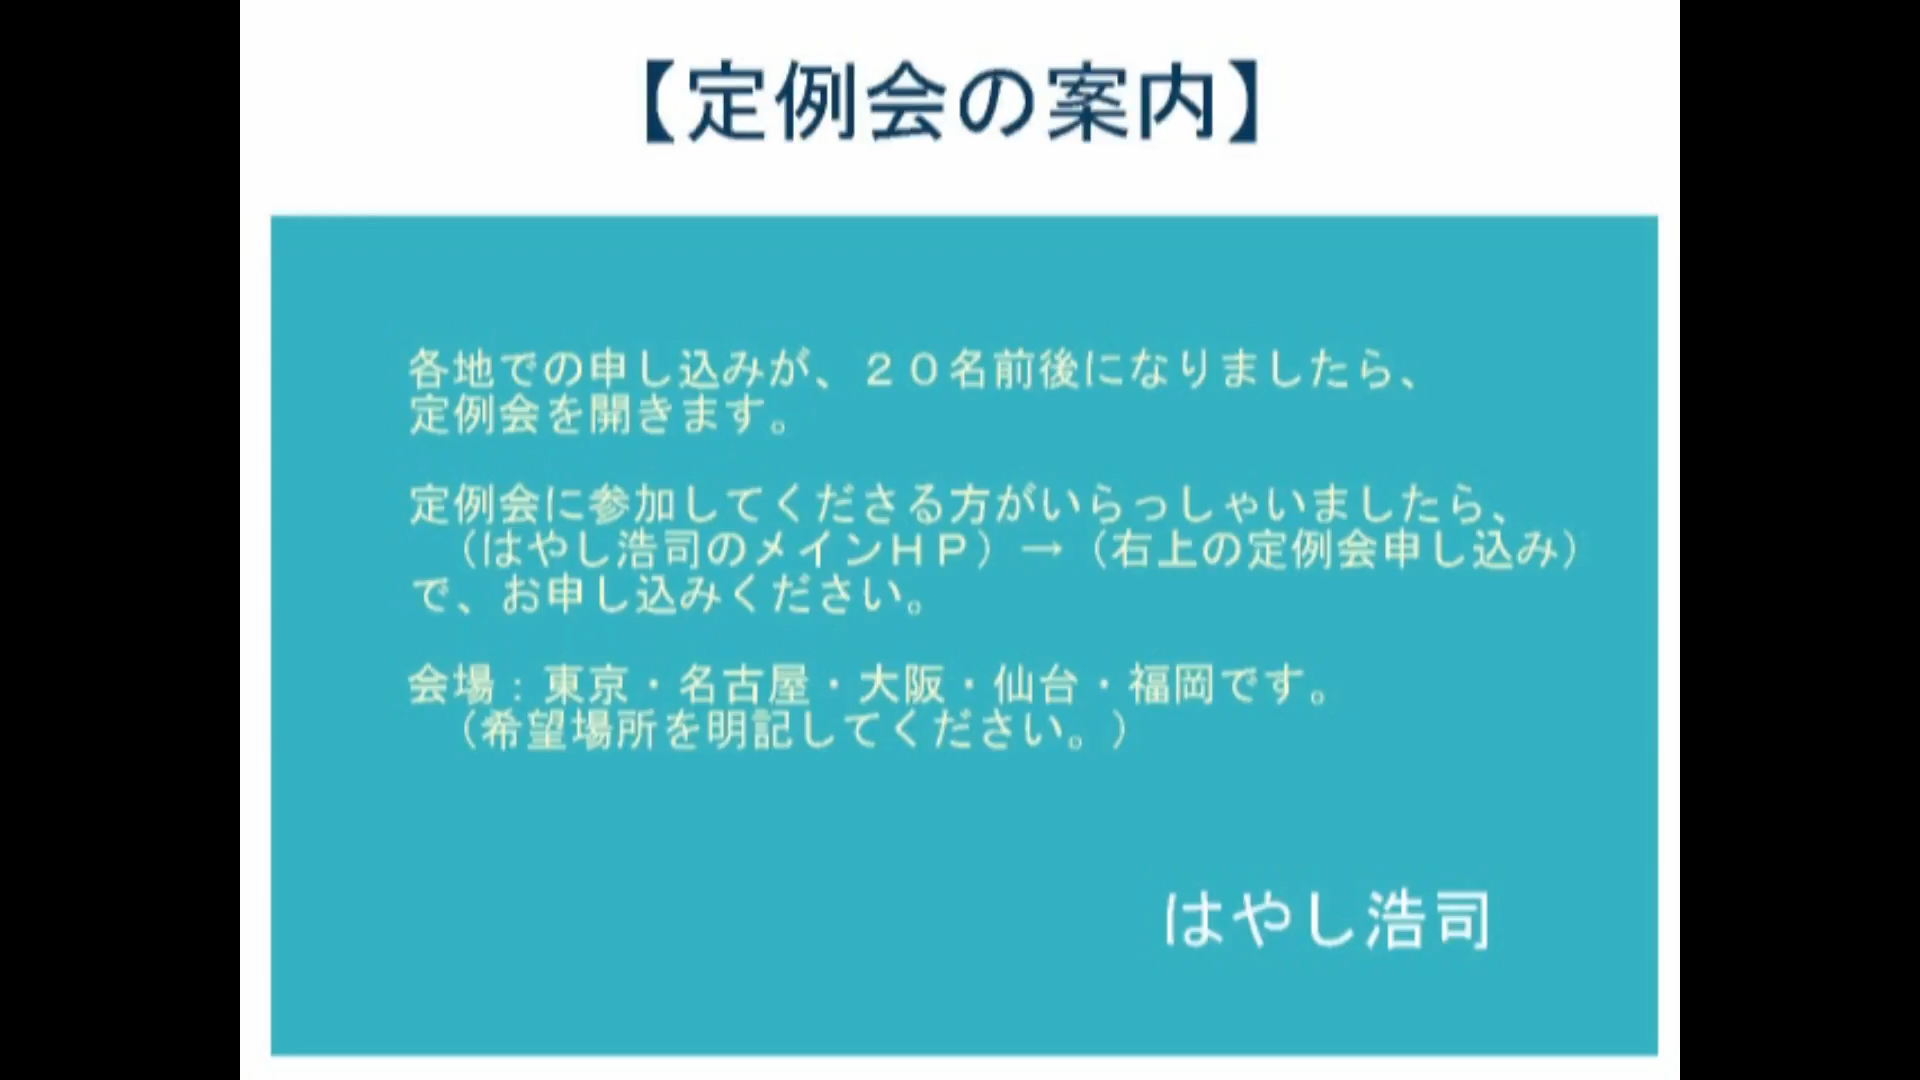 【定例会の案内】
各地での申し込みが、２０名前後になりましたら、
定例会を開きます。
定例会に参加してくださる方がいらっしゃいましたら、
（はやし浩司のメインＨＰ）→（右上の定例会申し込み）
で、お申し込みください。
会場：東京・名古屋・大阪・仙台・福岡です。
（希望場所を明記してください。）
はやし浩司